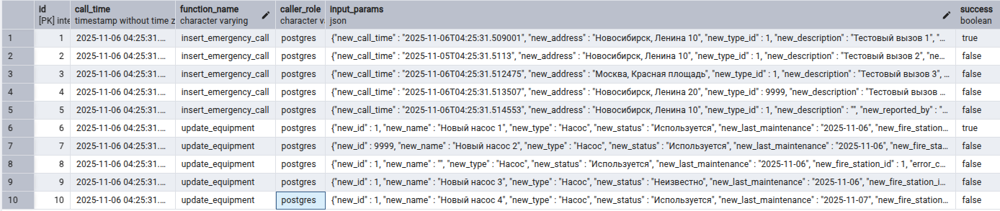 id call_time function_name caller_role input_params success
[PK] inte timestamp without time z character varying character va json boolean
1 1 2025-11-06 04:25:31.… insert_emergency_call postgres {"new_call_time" : "2025-11-06T04:25:31.509001", "new_address" : "Новосибирск, Ленина 10", "new_type_id" : 1, "new_description" : "Тестовый вызов 1", "…  true
2 2 2025-11-06 04:25:31.… insert_emergency_call postgres {"new_call_time" : "2025-11-05T04:25:31.5113", "new_address" : "Новосибирск, Ленина 10", "new_type_id" : 1, "new_description" : "Тестовый вызов 2", "ne… false
3 3 2025-11-06 04:25:31.… insert_emergency_call postgres {"new_call_time" : "2025-11-06T04:25:31.512475", "new_address" : "Москва, Красная площадь", "new_type_id" : 1, "new_description" : "Тестовый вызов 3", … false
4 4 2025-11-06 04:25:31.… insert_emergency_call postgres {"new_call_time" : "2025-11-06T04:25:31.513507", "new_address" : "Новосибирск, Ленина 20", "new_type_id" : 9999, "new_description" : "Тестовый вызов … false
5 5 2025-11-06 04:25:31.… insert_emergency_call postgres {"new_call_time" : "2025-11-06T04:25:31.514553", "new_address" : "Новосибирск, Ленина 10", "new_type_id" : 1, "new_description" : "", "new_reported_by" : "… false
6 6 2025-11-06 04:25:31.… update_equipment postgres {"new_id" : 1, "new_name" : "Новый насос 1", "new_type" : "Насос", "new_status" : "Используется", "new_last_maintenance" : "2025-11-06", "new_fire_station… true
7 7 2025-11-06 04:25:31.… update_equipment postgres {"new_id" : 9999, "new_name" : "Новый насос 2", "new_type" : "Насос", "new_status" : "Используется", "new_last_maintenance" : "2025-11-06", "new_fire_sta… false
8 8 2025-11-06 04:25:31.… update_equipment postgres {"new_id" : 1, "new_name" : "", "new_type" : "Насос", "new_status" : "Используется", "new_last_maintenance" : "2025-11-06", "new_fire_station_id" : 1, "error_c… false
9 9 2025-11-06 04:25:31.… update_equipment postgres {"new_id" : 1, "new_name" : "Новый насос 3", "new_type" : "Насос", "new_status" : "Неизвестно", "new_last_maintenance" : "2025-11-06", "new_fire_station_i… false
10 10 2025-11-06 04:25:31.… update_equipment postgres {"new_id" : 1, "new_name" : "Новый насос 4", "new_type" : "Насос", "new_status" : "Используется", "new_last_maintenance" : "2025-11-07", "new_fire_station… false